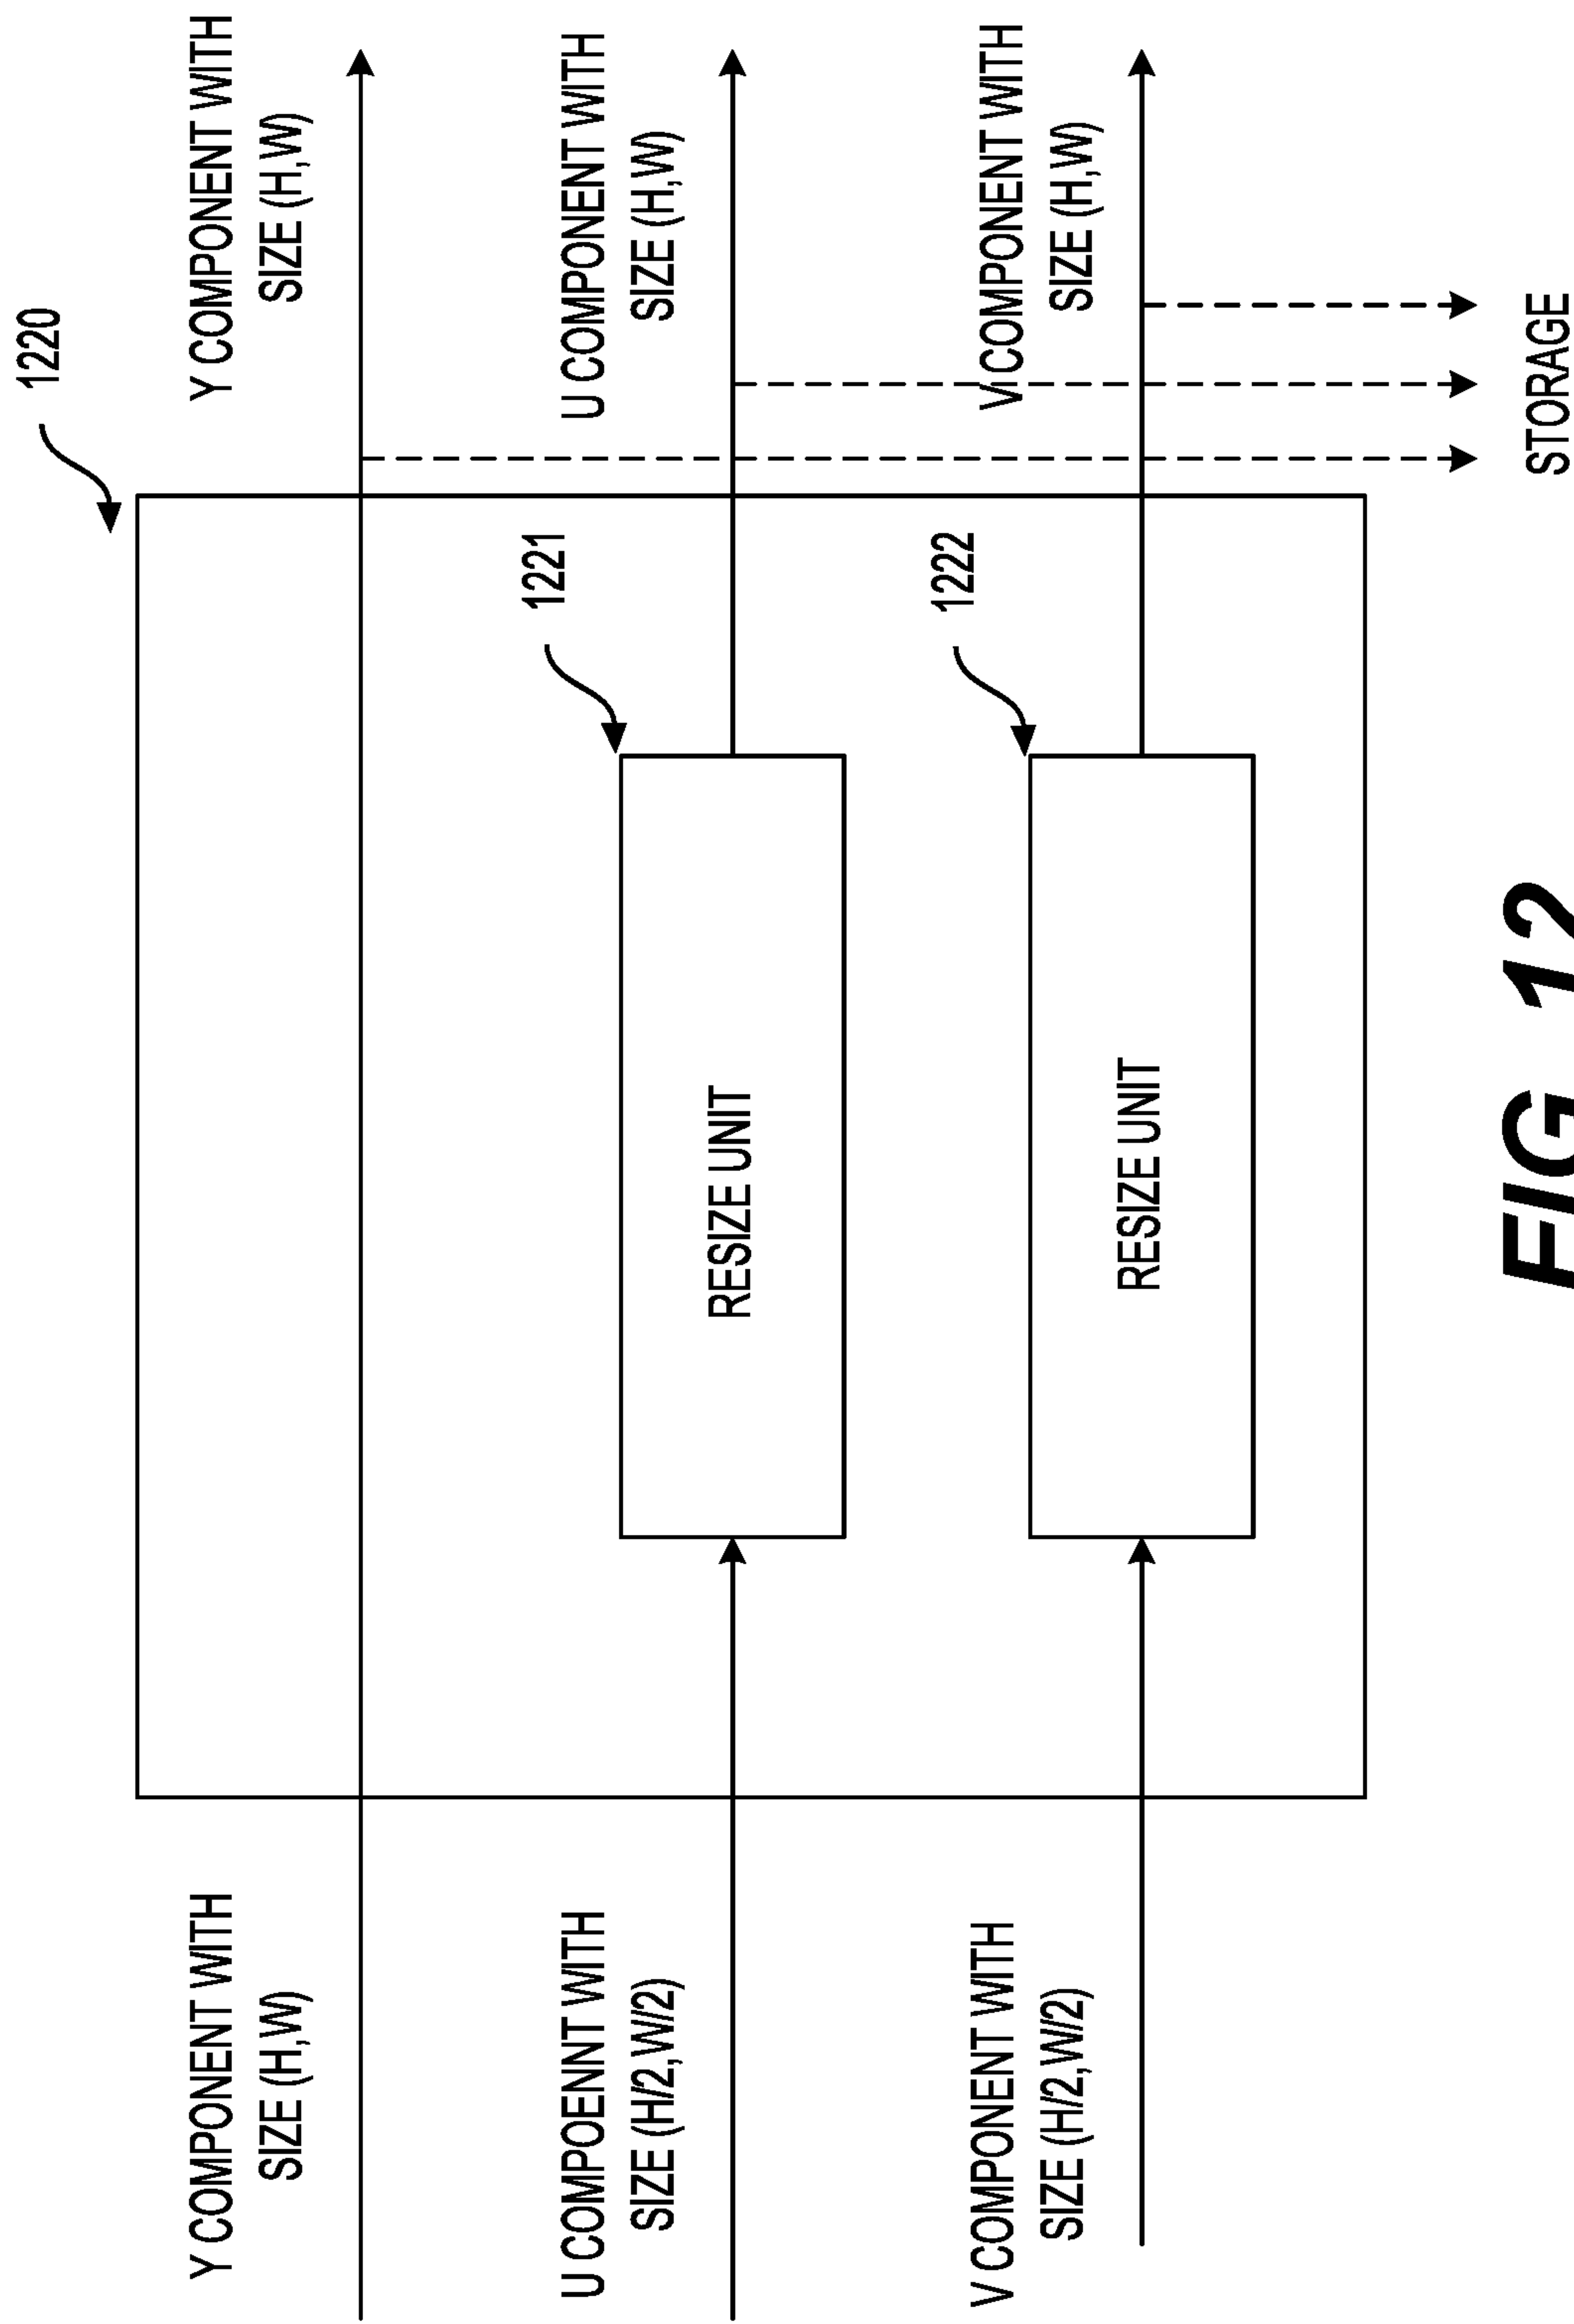 1220
Y COMPONENT WITH
SIZE (H,W)
Y COMPONENT WITH
SIZE (H,W)
1221
U COMPOENNT WITH
SIZE (H/2,W/2)
RESIZE UNIT
U COMPONENT WITH
SIZE (H,W)
1222
V COMPONENT WITH
SIZE (H/2,W/2)
RESIZE UNIT
V COMPONENT WITH
SIZE (H,W)
STORAGE
FIG 12